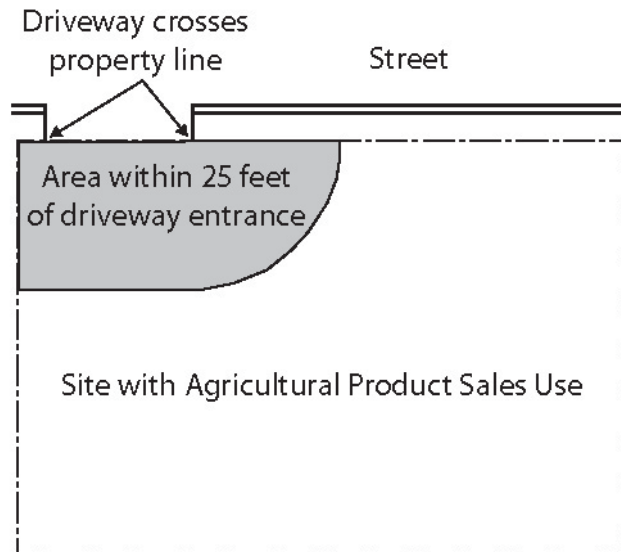 Driveway crosses
property line
Street
Area within 25 feet
of driveway entrance
Site with Agricultural Product Sales Use